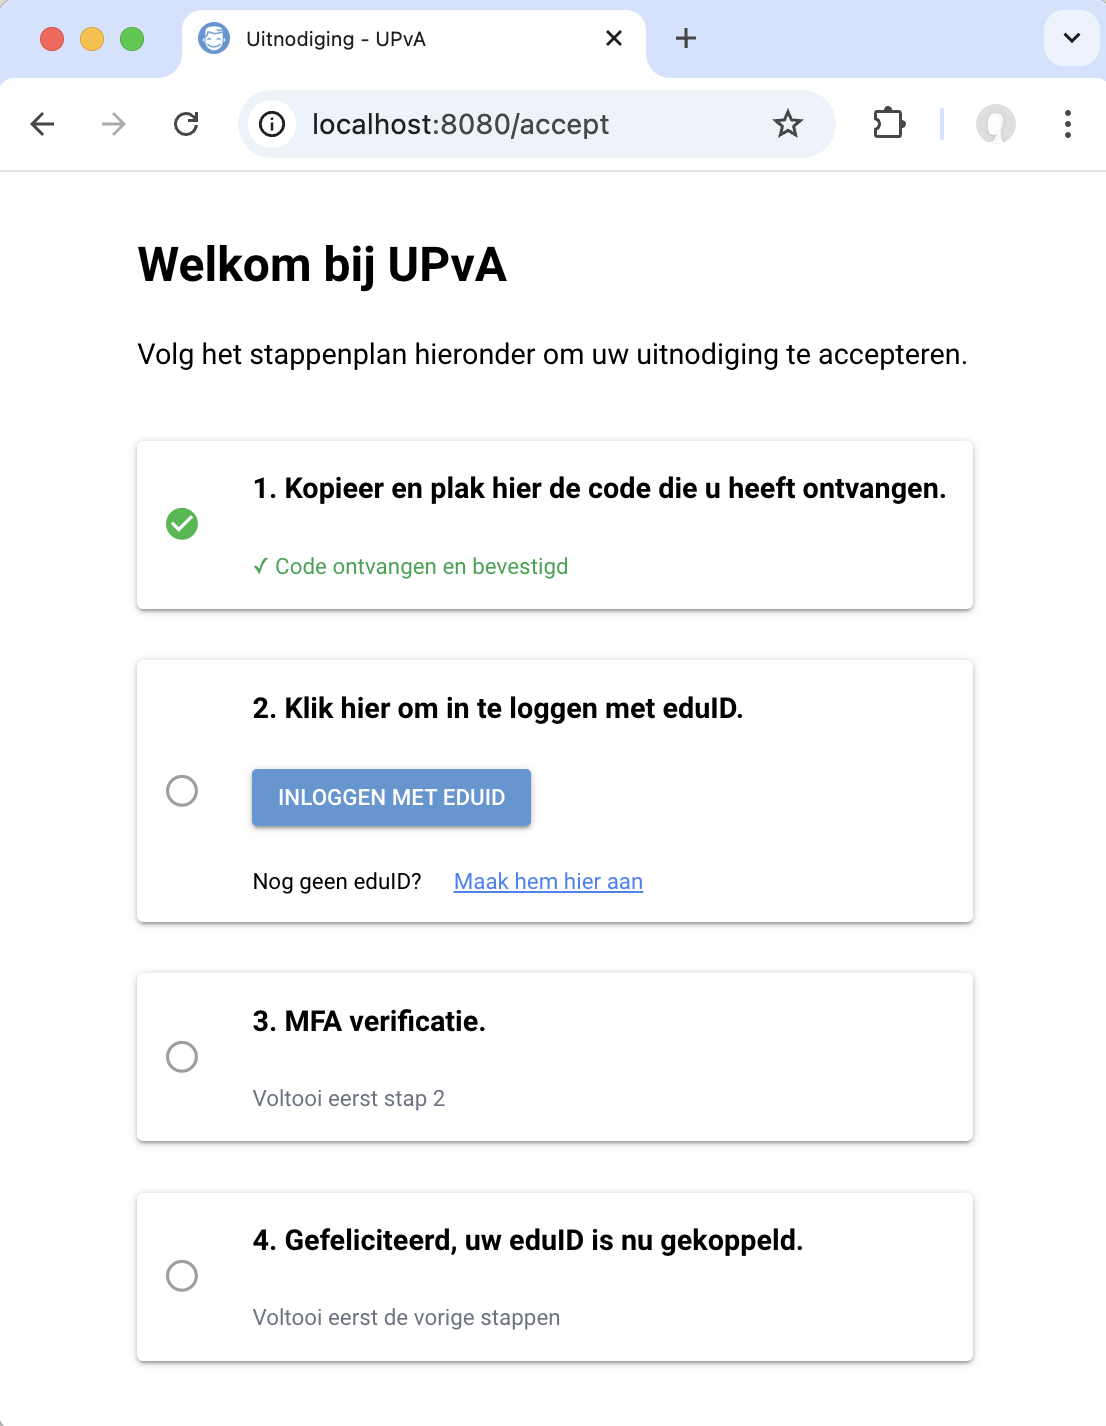 Uitnodiging - UPvA
localhost:8080/accept
Welkom bij UPvA
Volg het stappenplan hieronder om uw uitnodiging te accepteren.
1. Kopieer en plak hier de code die u heeft ontvangen.
✓ Code ontvangen en bevestigd
2. Klik hier om in te loggen met eduID.
INLOGGEN MET EDUID
Nog geen eduID? Maak hem hier aan
3. MFA verificatie.
Voltooi eerst stap 2
4. Gefeliciteerd, uw eduID is nu gekoppeld.
Voltooi eerst de vorige stappen